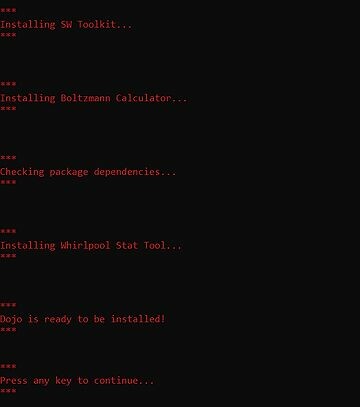 ***
Installing SW Toolkit...
***
***
Installing Boltzmann Calculator...
***
***
Checking package dependencies...
***
***
Installing Whirlpool Stat Tool...
***
***
Dojo is ready to be installed!
***
***
Press any key to continue...
***